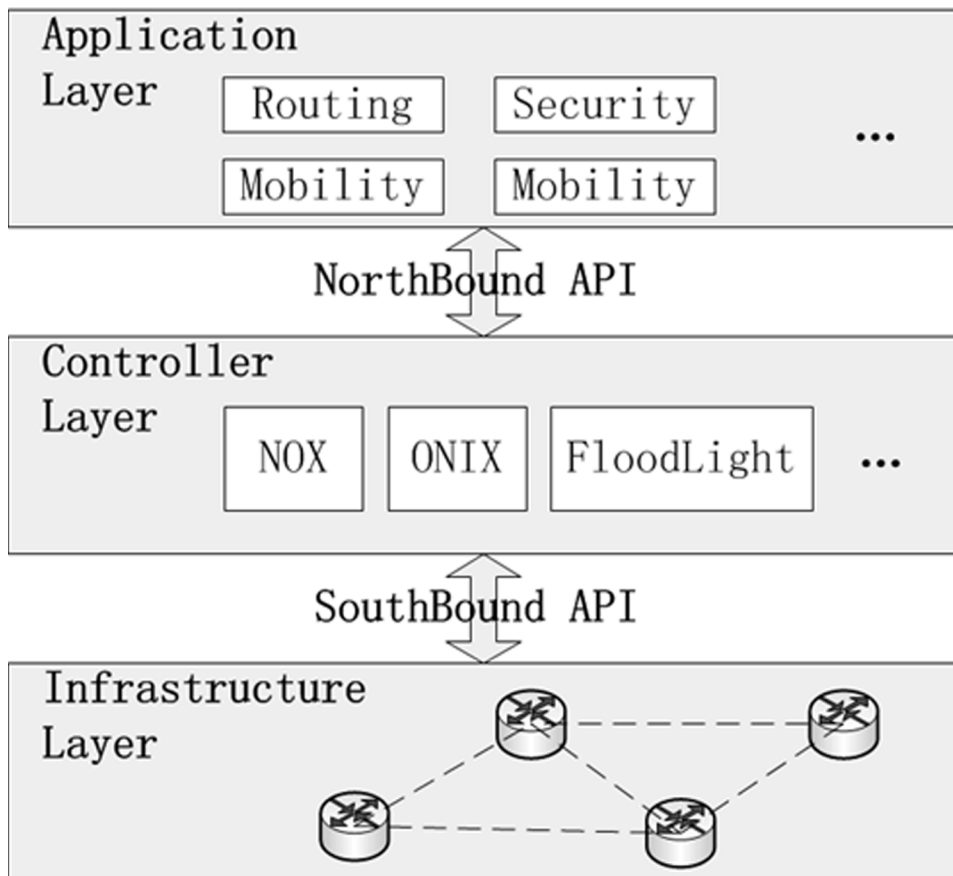 Application
Layer
Routing
Security
...
Mobility
Mobility
NorthBound API
Controller
Layer
NOX
ONIX
FloodLight
...
SouthBound API
Infrastructure
Layer